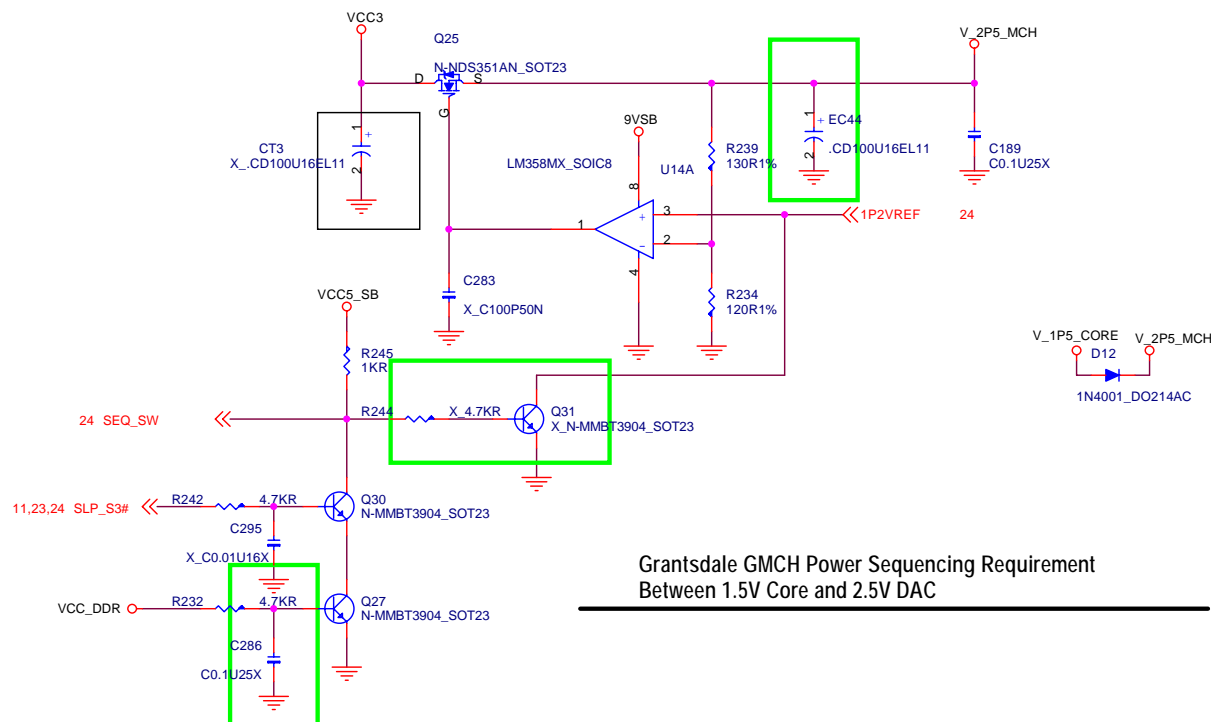 VCC3
Q25
N-NDS351AN_SOT23
D
S
G
V_2P5_MCH
1
+
CT3
X_.CD100U16EL11
2
9VSB
LM358MX_SOIC8
U14A
8
R239
130R1%
1
+ EC44
.CD100U16EL11
2
C189
C0.1U25X
1
+
3
1P2VREF
24
-
2
4
C283
X_C100P50N
R234
120R1%
VCC5_SB
R245
1KR
V_1P5_CORE
V_2P5_MCH
D12
1N4001_DO214AC
24 SEQ_SW
R244
X_4.7KR
Q31
X_N-MMBT3904_SOT23
11,23,24 SLP_S3#
R242
4.7KR
Q30
N-MMBT3904_SOT23
C295
X_C0.01U16X
VCC_DDR
R232
4.7KR
Q27
N-MMBT3904_SOT23
C286
C0.1U25X
Grantsdale GMCH Power Sequencing Requirement
Between 1.5V Core and 2.5V DAC